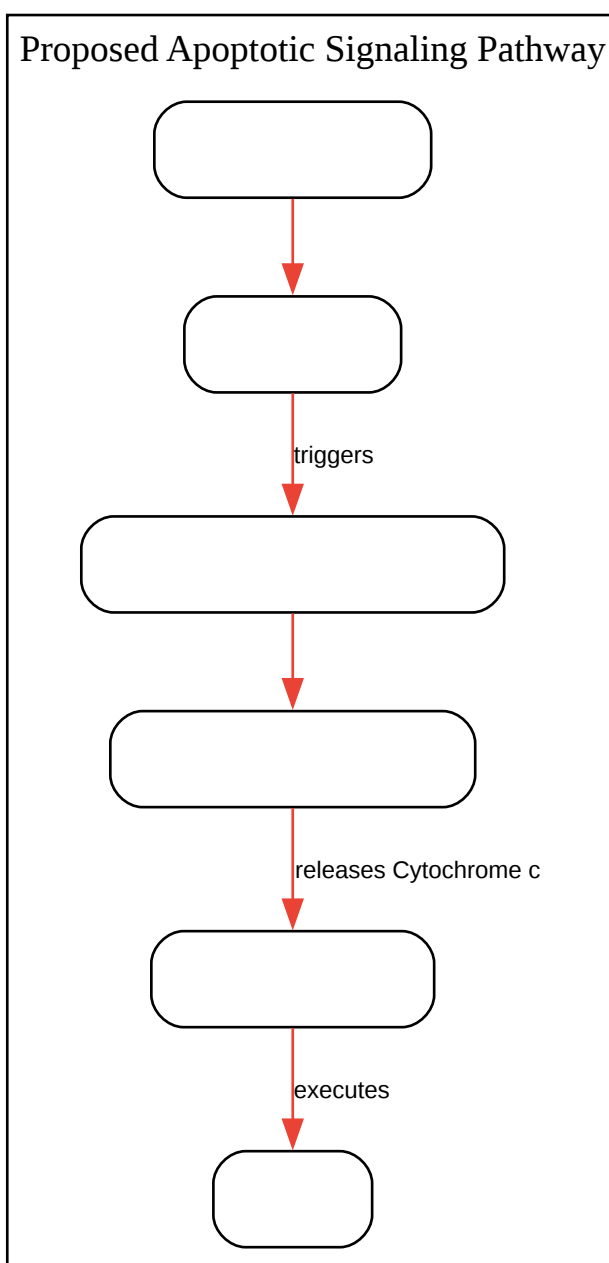 Proposed Apoptotic Signaling Pathway
triggers
releases Cytochrome c
executes